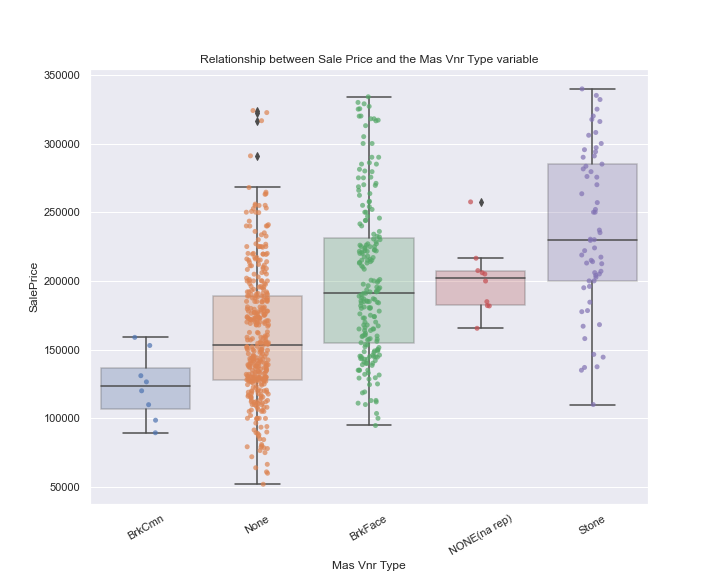 Relationship between Sale Price and the Mas Vnr Type variable
350000
300000
250000
200000
150000
100000
50000
SalePrice
BrkCmn
None
BrkFace
NONE(na rep)
Stone
Mas Vnr Type